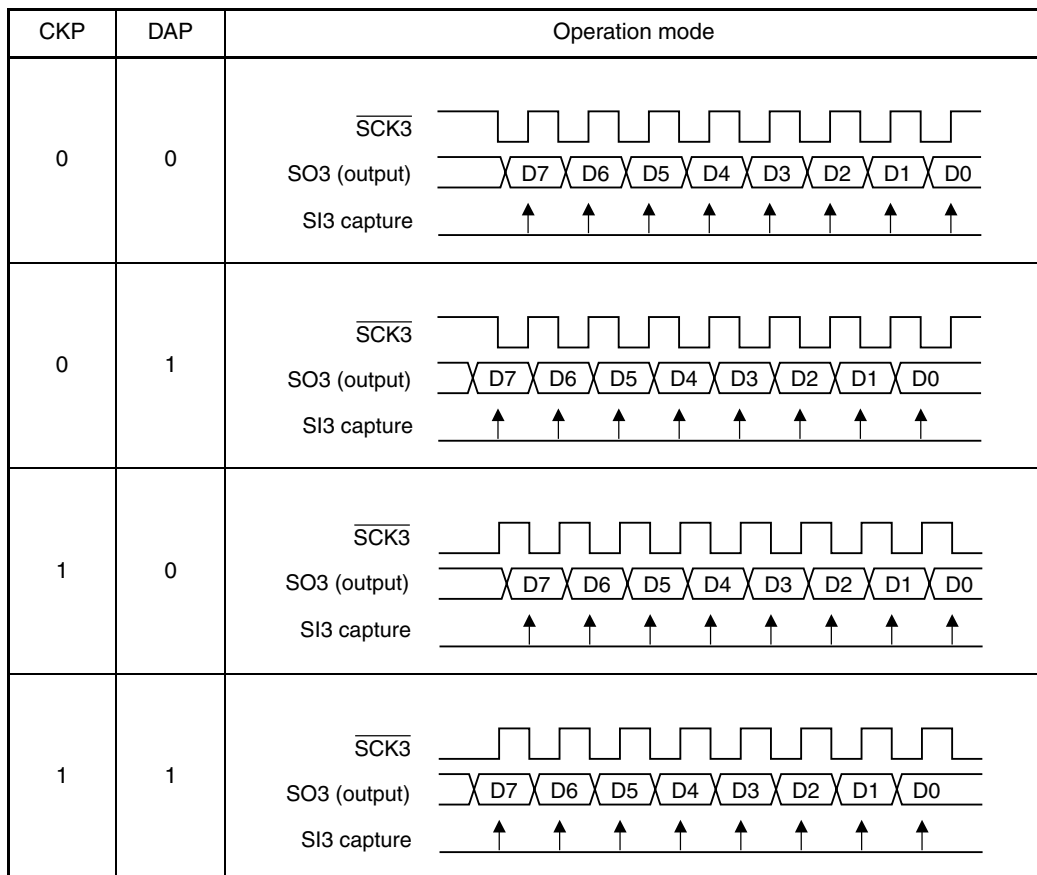 CKP DAP Operation mode
0 0
SCK3
SO3 (output) D7 D6 D5 D4 D3 D2 D1 D0
SI3 capture
0 1
SCK3
SO3 (output) D7 D6 D5 D4 D3 D2 D1 D0
SI3 capture
1 0
SCK3
SO3 (output) D7 D6 D5 D4 D3 D2 D1 D0
SI3 capture
1 1
SCK3
SO3 (output) D7 D6 D5 D4 D3 D2 D1 D0
SI3 capture